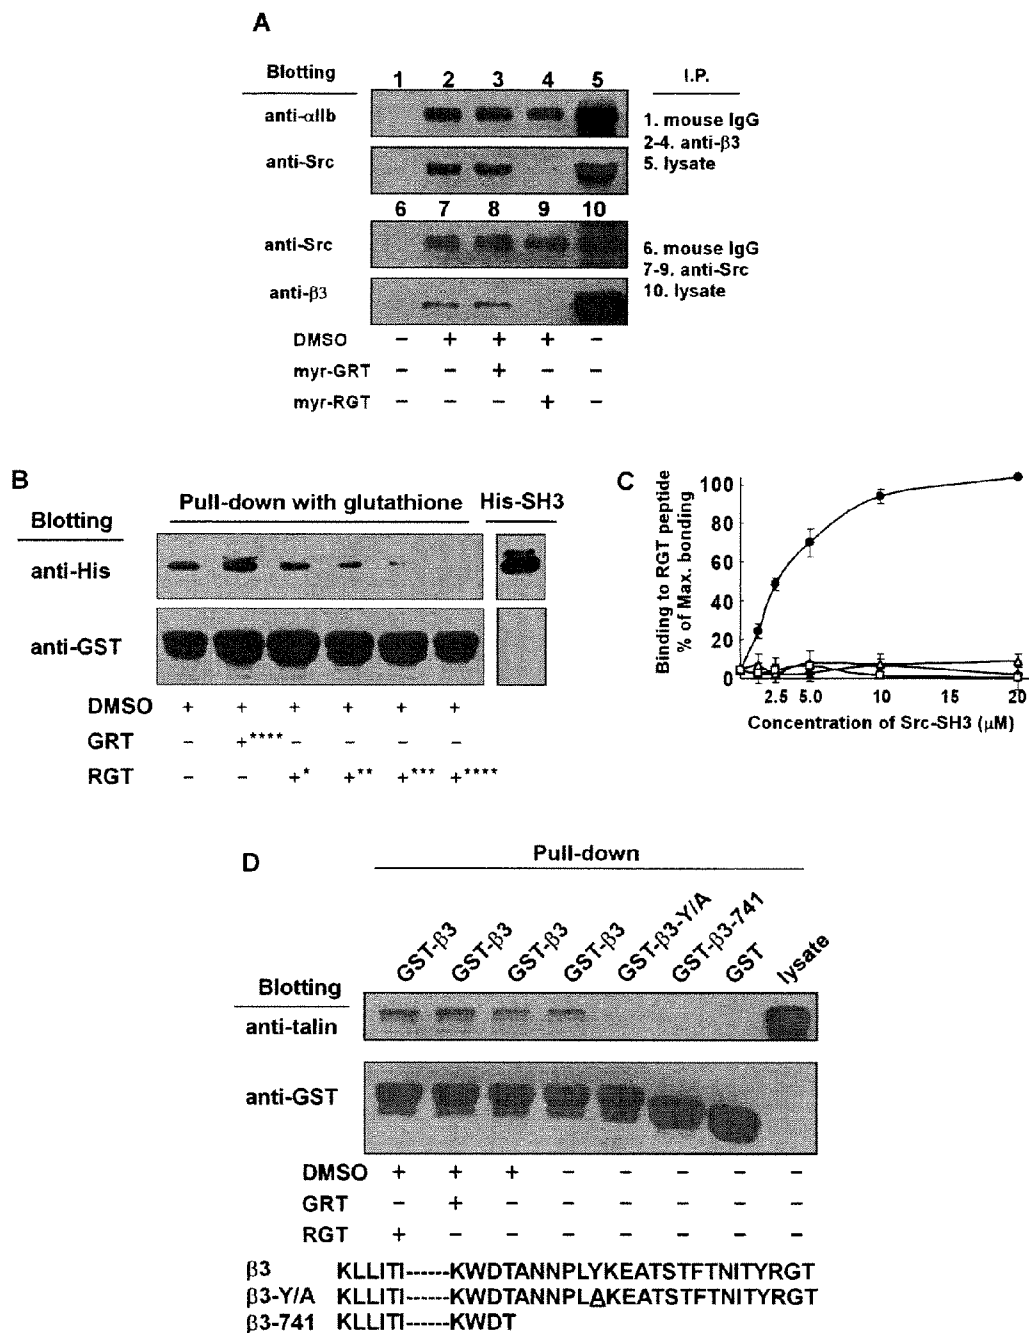 A
Blotting 1 2 3 4 5 I.P.
anti-αIIb
anti-Src
1. mouse IgG
2-4. anti-β3
5. lysate
6 7 8 9 10
anti-Src
anti-β3
6. mouse IgG
7-9. anti-Src
10. lysate
DMSO − + + + −
myr-GRT − − + − −
myr-RGT − − − + −
B
Pull-down with glutathione His-SH3
Blotting
anti-His
anti-GST
DMSO + + + + + +
GRT − +**** − − − −
RGT − − +* +** +*** +****
C
Binding to RGT peptide
% of Max. bonding
100
80
60
40
20
0
2.5 5.0 10 15 20
Concentration of Src-SH3 (μM)
D
Pull-down
GST-β3 GST-β3 GST-β3 GST-β3 GST-β3-Y/A GST-β3-741 GST lysate
Blotting
anti-talin
anti-GST
DMSO + + + − − − − −
GRT − + − − − − − −
RGT + − − − − − − −
β3 KLLITI------KWDTANNPLYKEATSTFTNITYRGT
β3-Y/A KLLITI------KWDTANNPLAKEATSTFTNITYRGT
β3-741 KLLITI------KWDT